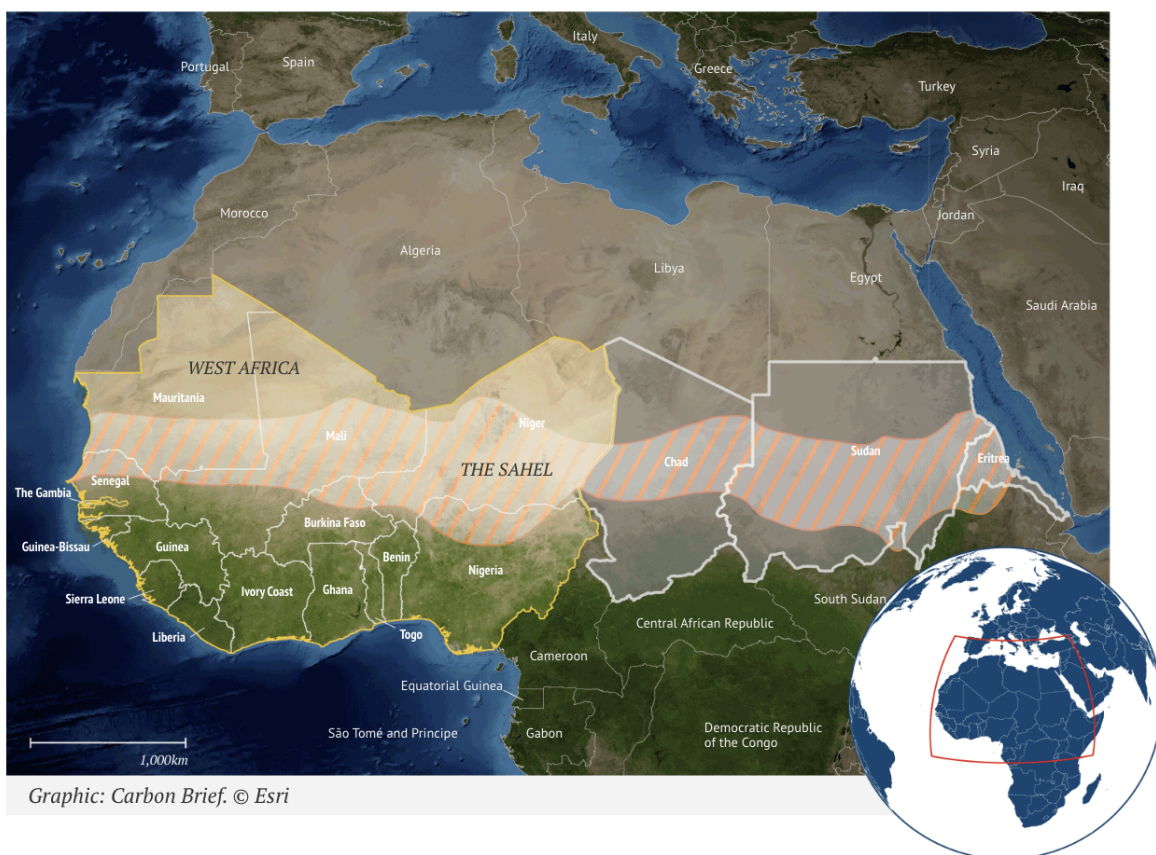 Italy
Portugal
Spain
Greece
Turkey
Syria
Iraq
Jordan
Morocco
Algeria
Libya
Egypt
Saudi Arabia
WEST AFRICA
Mauritania
Mali
Niger
THE SAHEL
Chad
Sudan
Eritrea
Senegal
The Gambia
Burkina Faso
Guinea-Bissau
Guinea
Benin
Nigeria
Ivory Coast
Ghana
Sierra Leone
Liberia
Togo
South Sudan
Central African Republic
Cameroon
Equatorial Guinea
São Tomé and Principe
Gabon
Democratic Republic
of the Congo
1,000km
Graphic: Carbon Brief. © Esri